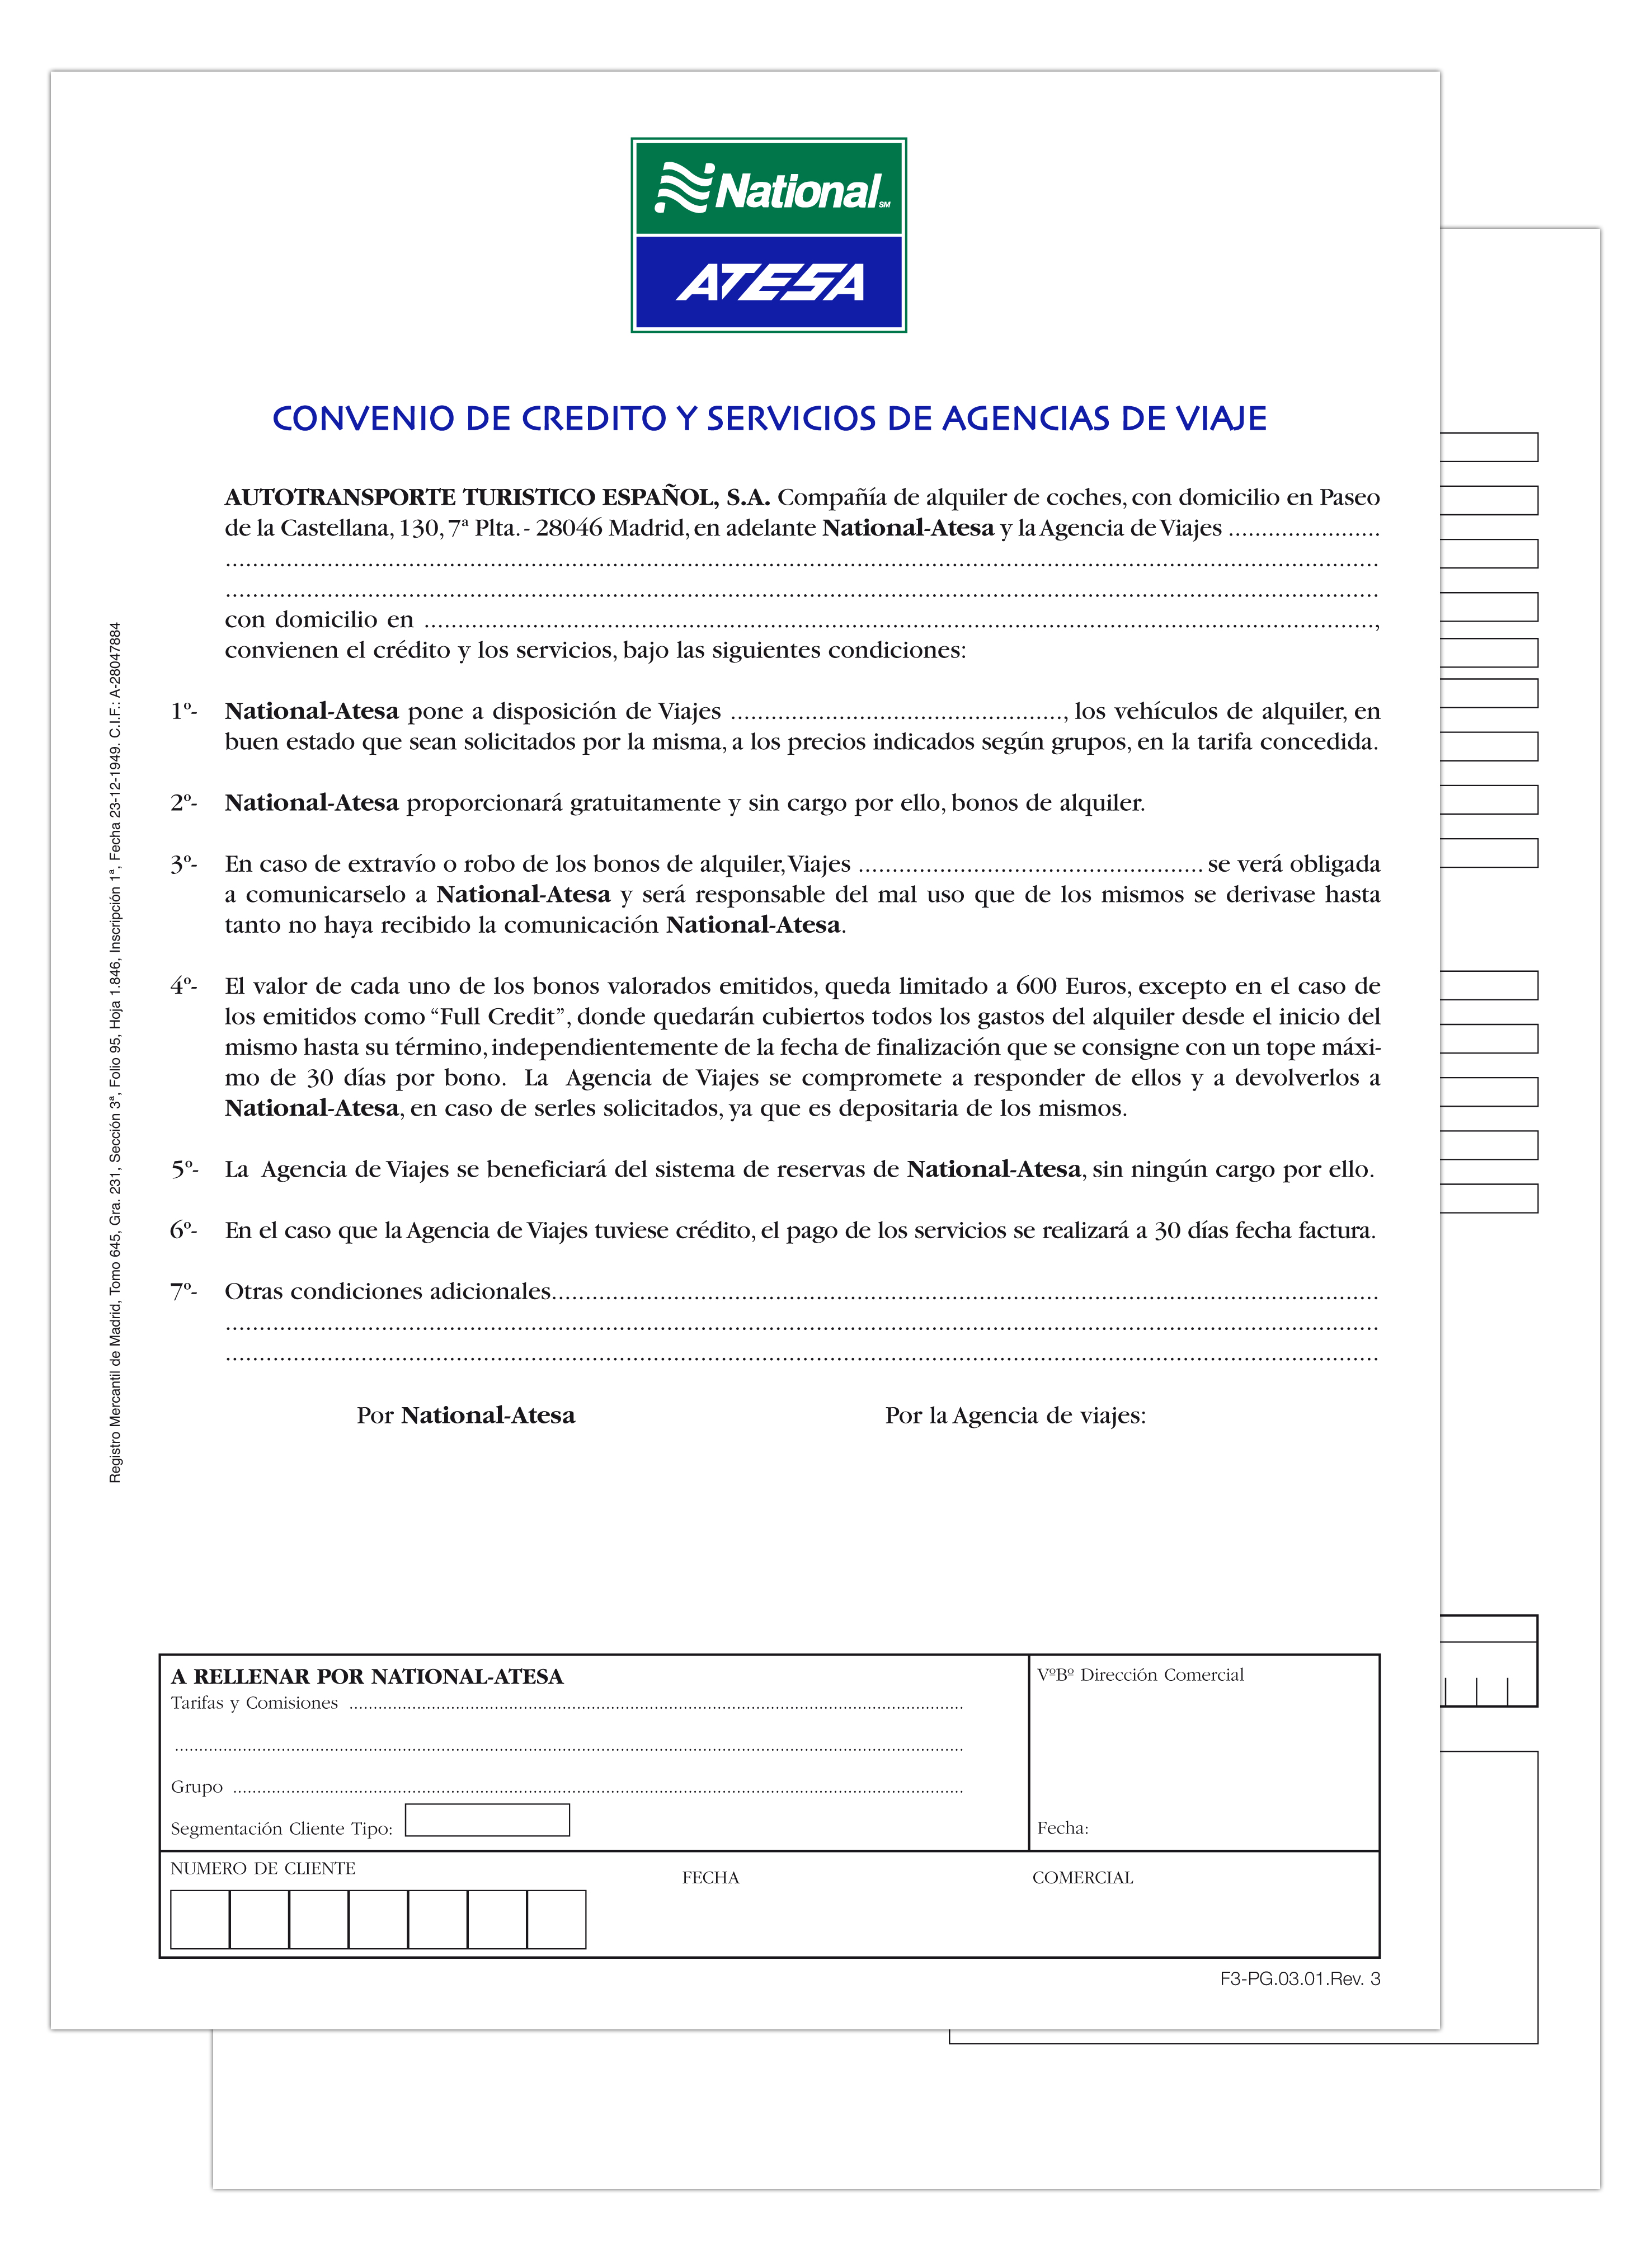 National SM
ATESA
CONVENIO DE CREDITO Y SERVICIOS DE AGENCIAS DE VIAJE
AUTOTRANSPORTE TURISTICO ESPAÑOL, S.A. Compañía de alquiler de coches, con domicilio en Paseo
de la Castellana, 130, 7ª Plta. - 28046 Madrid, en adelante National-Atesa y la Agencia de Viajes .......................
................................................................................
................................................................................
con domicilio en ................................................................................,
convienen el crédito y los servicios, bajo las siguientes condiciones:
1º- National-Atesa pone a disposición de Viajes ................................................., los vehículos de alquiler, en
buen estado que sean solicitados por la misma, a los precios indicados según grupos, en la tarifa concedida.
2º- National-Atesa proporcionará gratuitamente y sin cargo por ello, bonos de alquiler.
3º- En caso de extravío o robo de los bonos de alquiler, Viajes ................................................... se verá obligada
a comunicarselo a National-Atesa y será responsable del mal uso que de los mismos se derivase hasta
tanto no haya recibido la comunicación National-Atesa.
4º- El valor de cada uno de los bonos valorados emitidos, queda limitado a 600 Euros, excepto en el caso de
los emitidos como “Full Credit”, donde quedarán cubiertos todos los gastos del alquiler desde el inicio del
mismo hasta su término, independientemente de la fecha de finalización que se consigne con un tope máxi-
mo de 30 días por bono. La Agencia de Viajes se compromete a responder de ellos y a devolverlos a
National-Atesa, en caso de serles solicitados, ya que es depositaria de los mismos.
5º- La Agencia de Viajes se beneficiará del sistema de reservas de National-Atesa, sin ningún cargo por ello.
6º- En el caso que la Agencia de Viajes tuviese crédito, el pago de los servicios se realizará a 30 días fecha factura.
7º- Otras condiciones adicionales................................................................................
................................................................................
................................................................................
Por National-Atesa Por la Agencia de viajes:
Registro Mercantil de Madrid, Tomo 645, Gra. 231, Sección 3ª, Folio 95, Hoja 1.846, Inscripción 1ª, Fecha 23-12-1949. C.I.F.: A-28047884
A RELLENAR POR NATIONAL-ATESA
VºBº Dirección Comercial
Tarifas y Comisiones ................................................................................
................................................................................
Grupo ................................................................................
Segmentación Cliente Tipo:
Fecha:
NUMERO DE CLIENTE
FECHA
COMERCIAL
F3-PG.03.01.Rev. 3